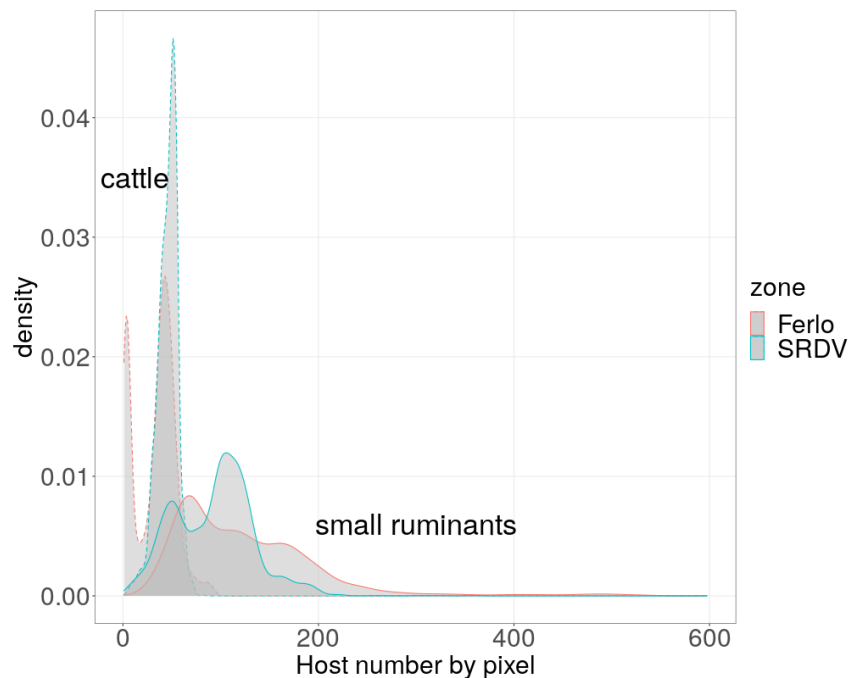 0.04
cattle
0.03
density
zone
Ferlo
0.02
SRDV
0.01
small ruminants
0.00
0 200 400 600
Host number by pixel